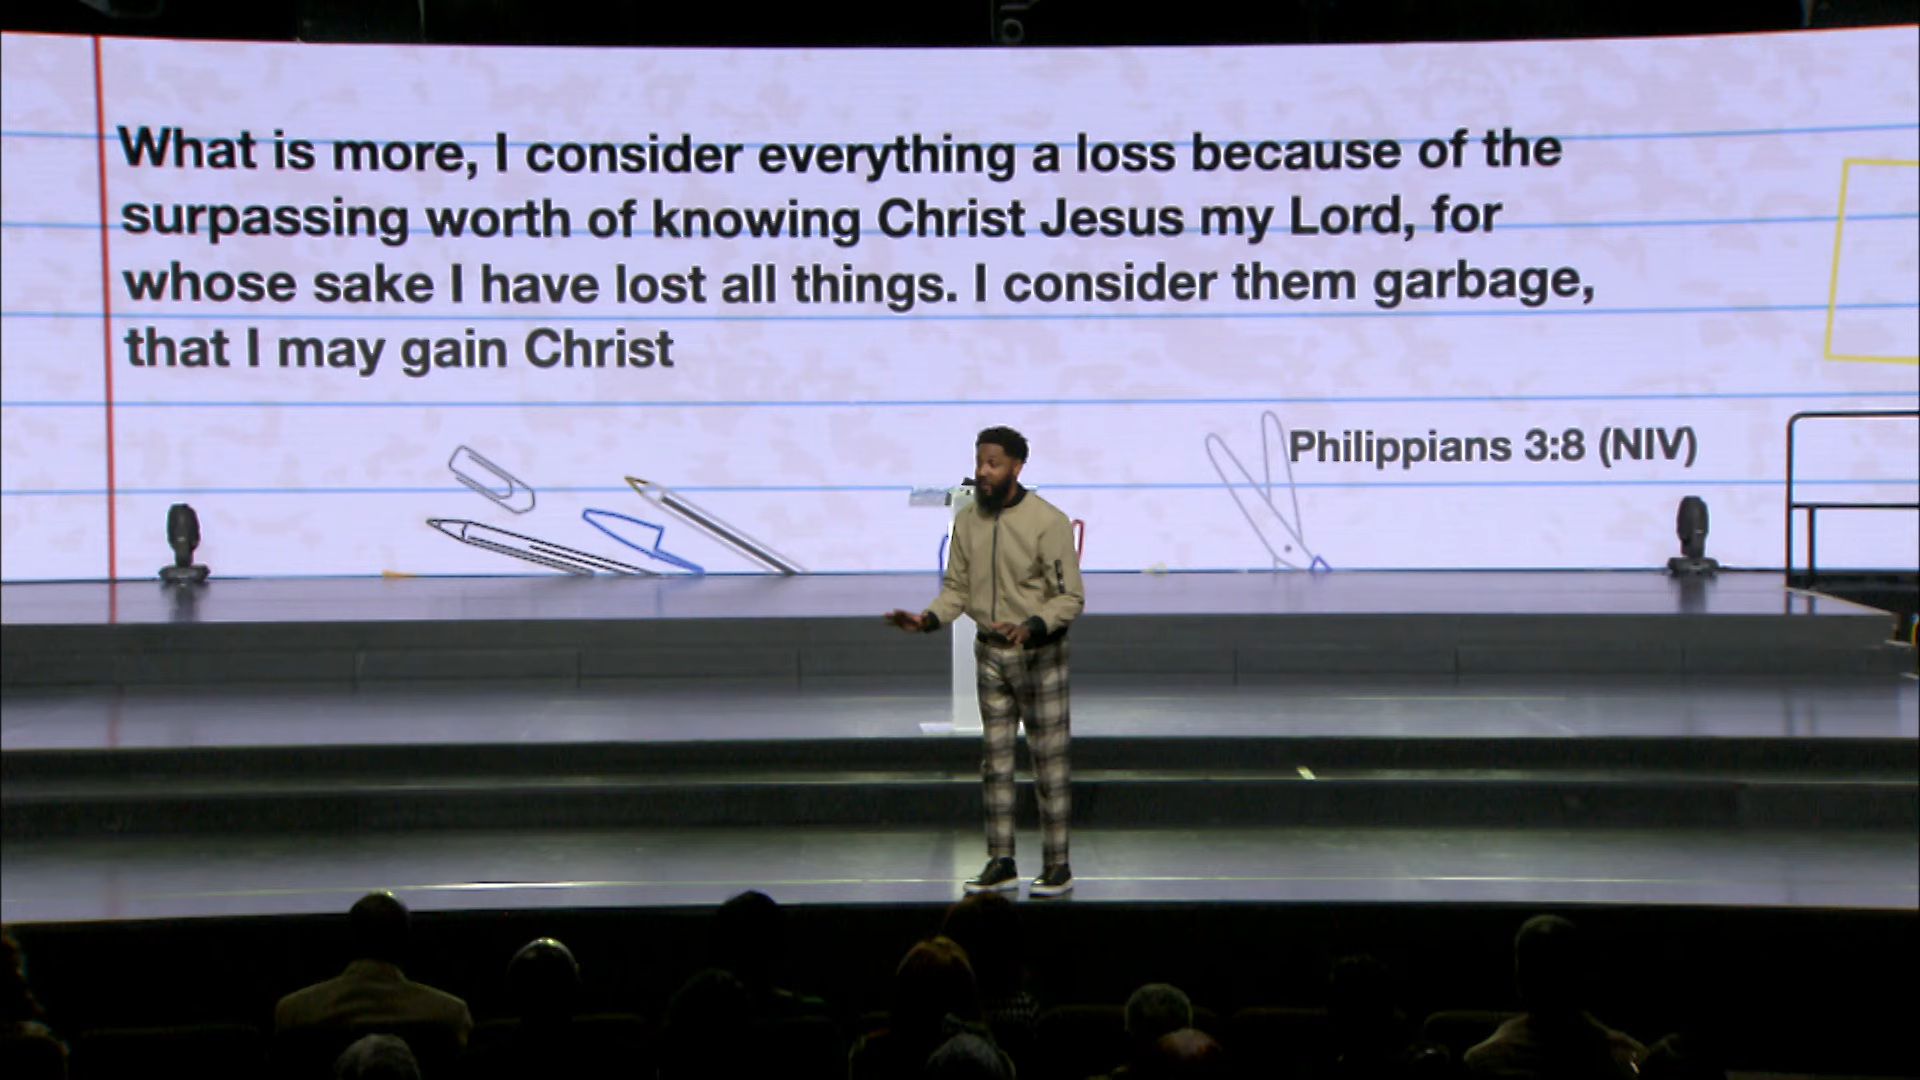 What is more, I consider everything a loss because of the
surpassing worth of knowing Christ Jesus my Lord, for
whose sake I have lost all things. I consider them garbage,
that I may gain Christ
Philippians 3:8 (NIV)